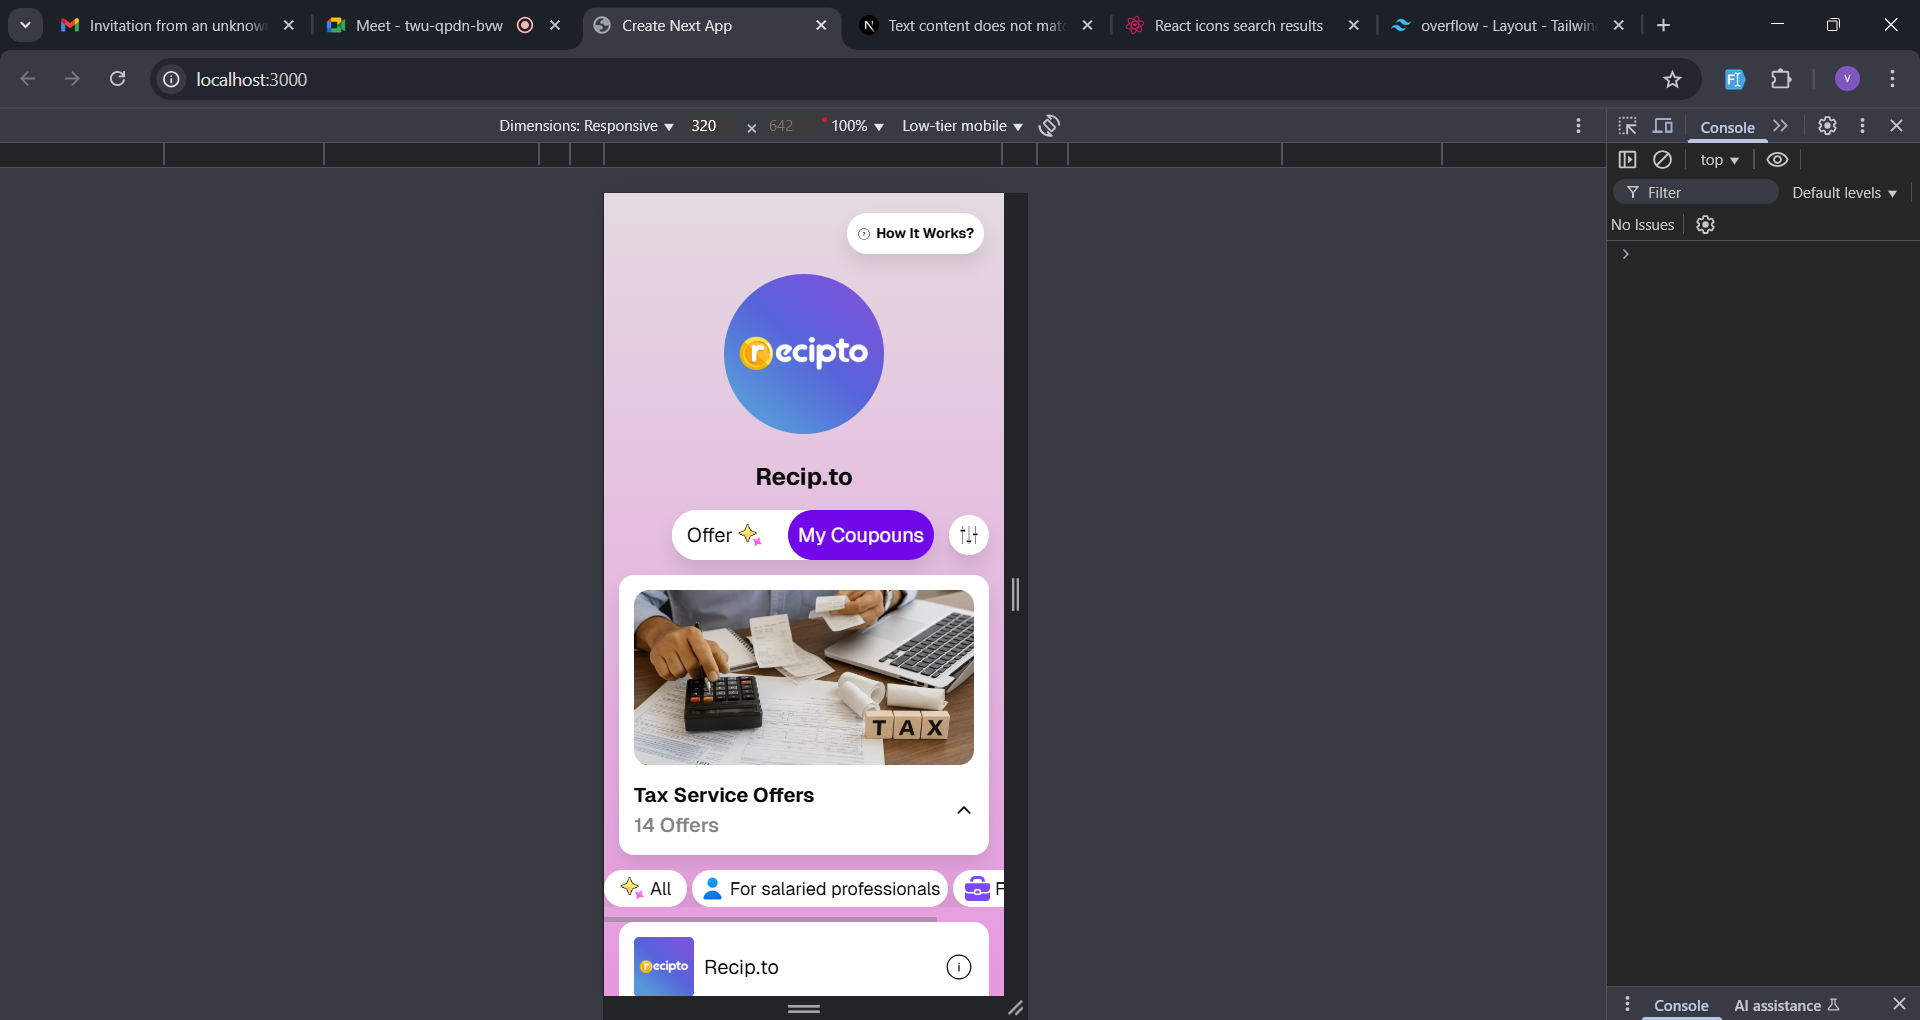 Invitation from an unknow
Meet - twu-qpdn-bvw
Create Next App
Text content does not mat
React icons search results
overflow - Layout - Tailwin
localhost:3000
V
Dimensions: Responsive
320
×
642
100%
Low-tier mobile
Console
top
Filter
Default levels
No Issues
How It Works?
recipto
Recip.to
Offer
My Coupouns
TAX
Tax Service Offers
14 Offers
All
For salaried professionals
F
recipto
Recip.to
Console
AI assistance